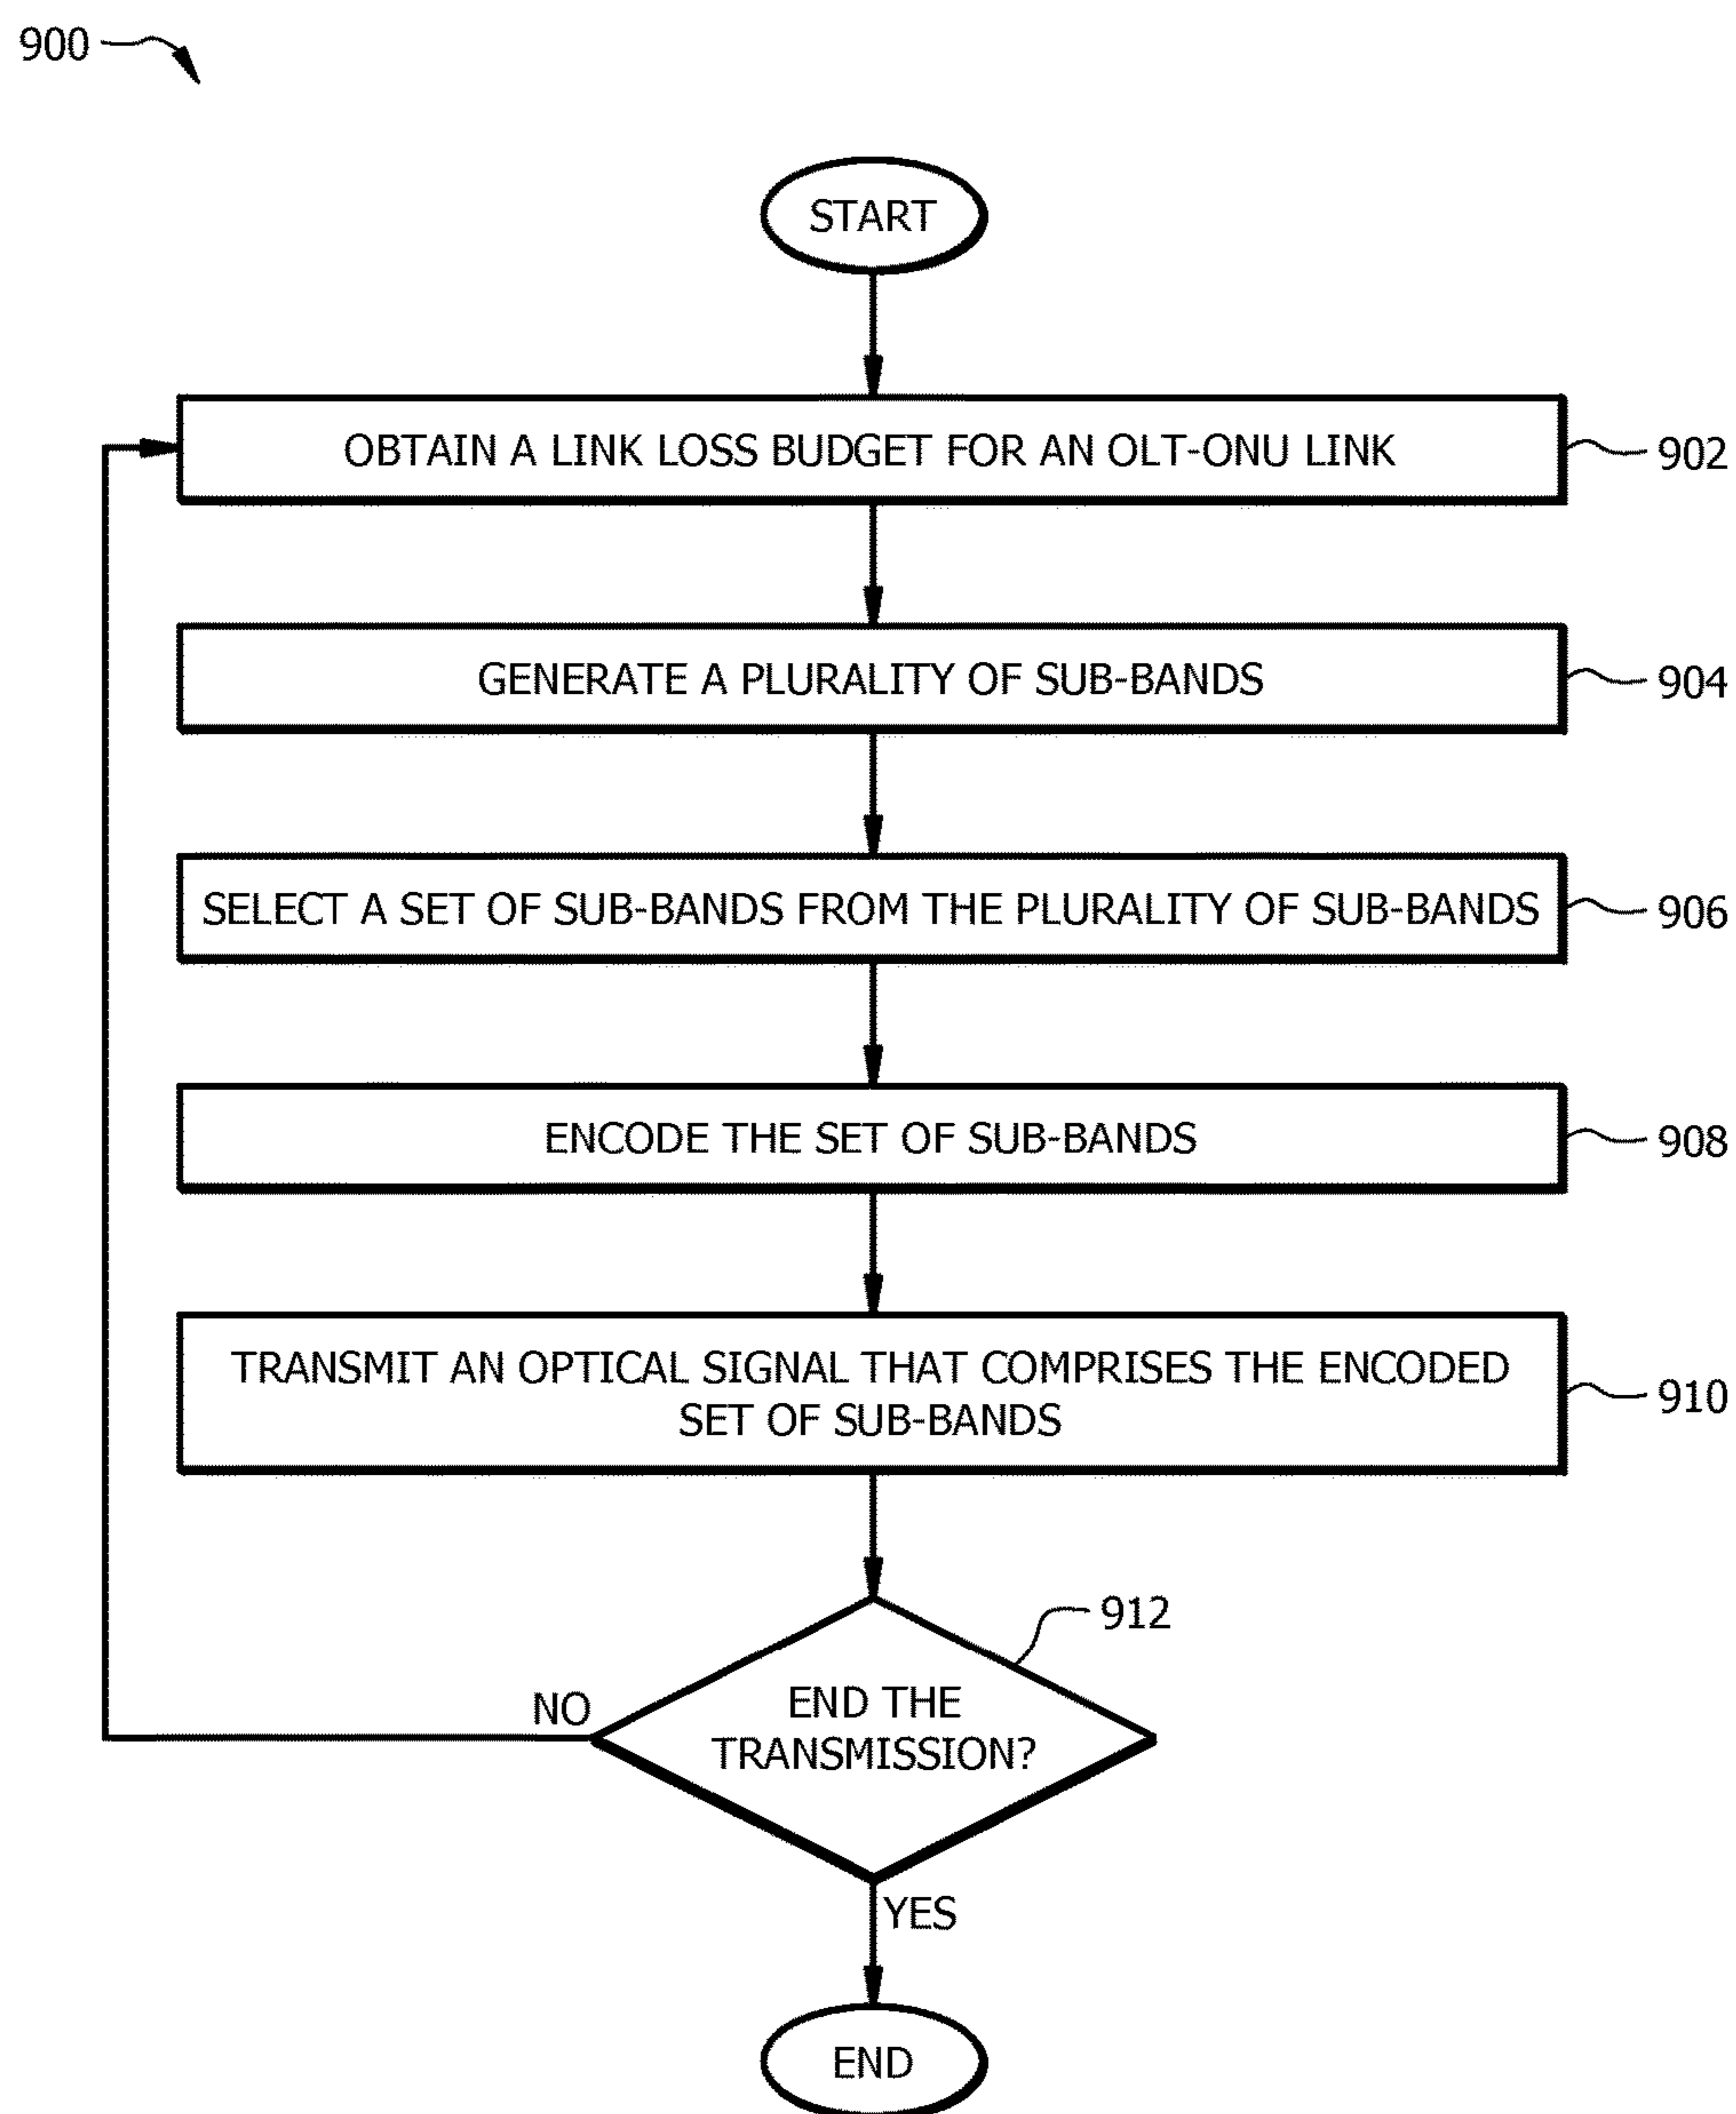 900
START
OBTAIN A LINK LOSS BUDGET FOR AN OLT-ONU LINK
902
GENERATE A PLURALITY OF SUB-BANDS
904
SELECT A SET OF SUB-BANDS FROM THE PLURALITY OF SUB-BANDS
906
ENCODE THE SET OF SUB-BANDS
908
TRANSMIT AN OPTICAL SIGNAL THAT COMPRISES THE ENCODED
SET OF SUB-BANDS
910
912
END THE
TRANSMISSION?
NO
YES
END